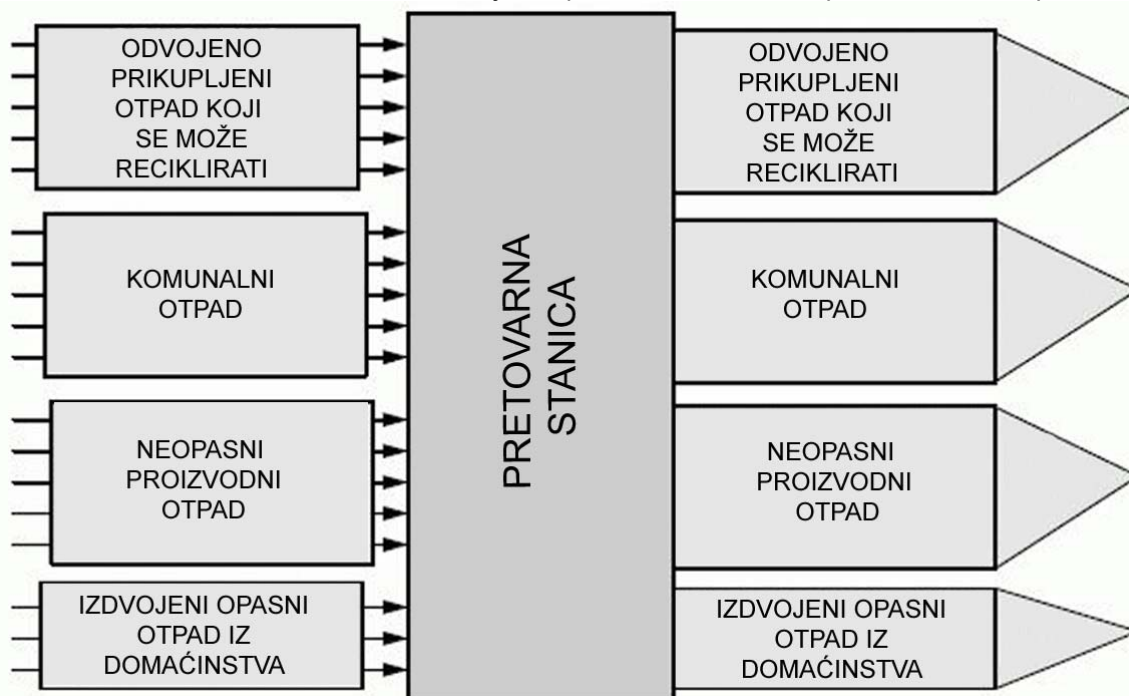 ODVOJENO
PRIKUPLJENI
OTPAD KOJI
SE MOŽE
RECIKLIRATI
KOMUNALNI
OTPAD
NEOPASNI
PROIZVODNI
OTPAD
IZDVOJENI OPASNI
OTPAD IZ
DOMAĆINSTVA
PRETOVARNA
STANICA
ODVOJENO
PRIKUPLJENI
OTPAD KOJI
SE MOŽE
RECIKLIRATI
KOMUNALNI
OTPAD
NEOPASNI
PROIZVODNI
OTPAD
IZDVOJENI OPASNI
OTPAD IZ
DOMAĆINSTVA